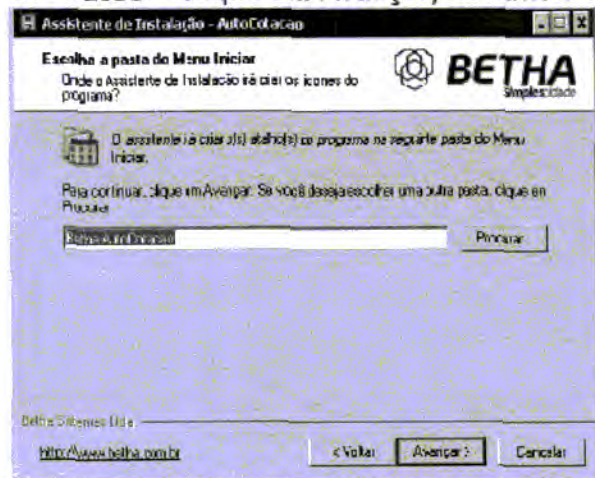 Assistente de Instalação - AutoCotacao
Escolha a pasta do Menu Iniciar
Onde o Assistente de Instalação irá criar os ícones do
programa?
BETHA
O assistente irá criar o(s) atalho(s) do programa na seguinte pasta do Menu
Iniciar.
Para continuar, clique em Avançar. Se você deseja escolher uma outra pasta, clique em
Procurar
Procurar
Betha Sistemas Ltda
http://www.betha.com.br
< Voltar
Avançar >
Cancelar